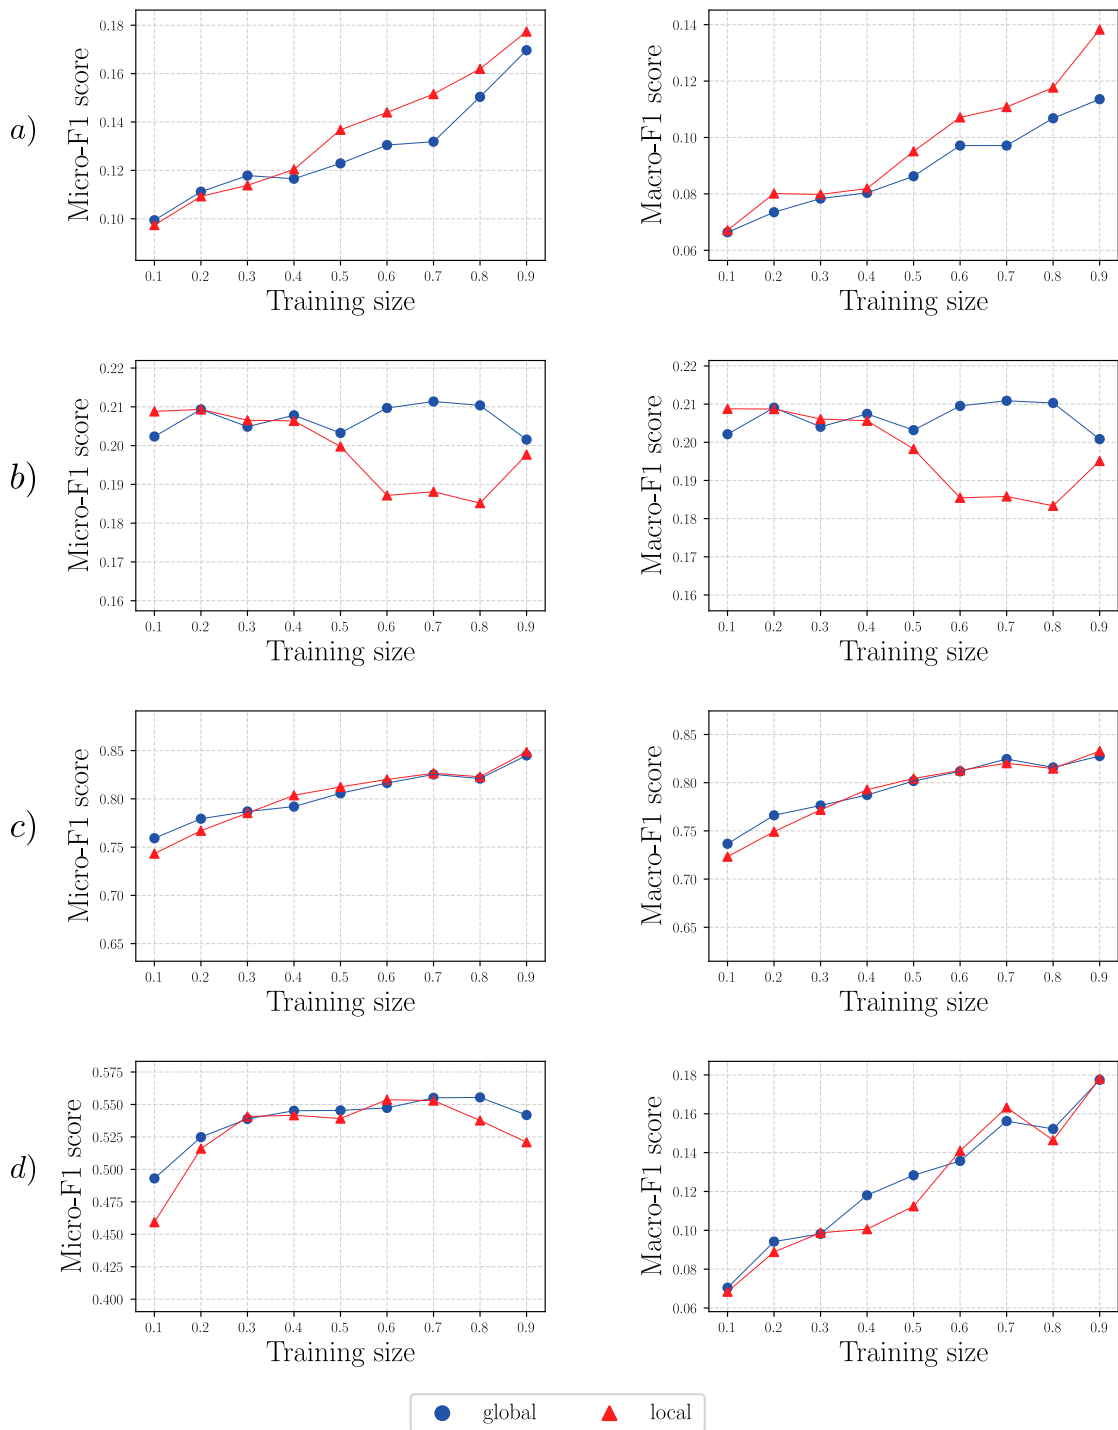 a)
Micro-F1 score
0.18
0.16
0.14
0.12
0.10
0.1 0.2 0.3 0.4 0.5 0.6 0.7 0.8 0.9
Training size
Macro-F1 score
0.14
0.12
0.10
0.08
0.06
0.1 0.2 0.3 0.4 0.5 0.6 0.7 0.8 0.9
Training size
b)
Micro-F1 score
0.22
0.21
0.20
0.19
0.18
0.17
0.16
0.1 0.2 0.3 0.4 0.5 0.6 0.7 0.8 0.9
Training size
Macro-F1 score
0.22
0.21
0.20
0.19
0.18
0.17
0.16
0.1 0.2 0.3 0.4 0.5 0.6 0.7 0.8 0.9
Training size
c)
Micro-F1 score
0.85
0.80
0.75
0.70
0.65
0.1 0.2 0.3 0.4 0.5 0.6 0.7 0.8 0.9
Training size
Macro-F1 score
0.85
0.80
0.75
0.70
0.65
0.1 0.2 0.3 0.4 0.5 0.6 0.7 0.8 0.9
Training size
d)
Micro-F1 score
0.575
0.550
0.525
0.500
0.475
0.450
0.425
0.400
0.1 0.2 0.3 0.4 0.5 0.6 0.7 0.8 0.9
Training size
Macro-F1 score
0.18
0.16
0.14
0.12
0.10
0.08
0.06
0.1 0.2 0.3 0.4 0.5 0.6 0.7 0.8 0.9
Training size
global local